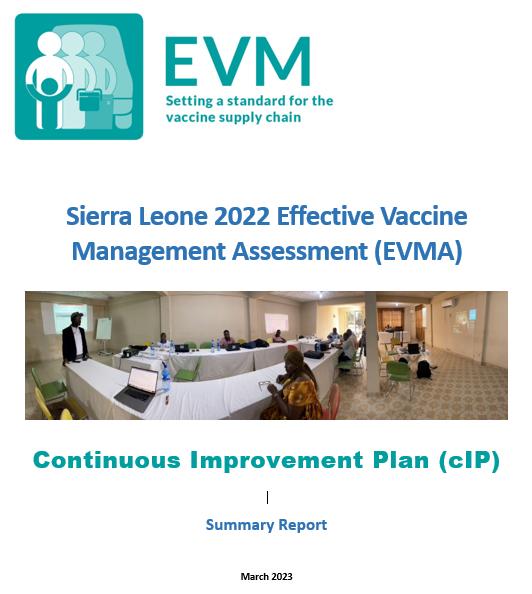 EVM
Setting a standard for the
vaccine supply chain
Sierra Leone 2022 Effective Vaccine
Management Assessment (EVMA)
Continuous Improvement Plan (cIP)
Summary Report
March 2023